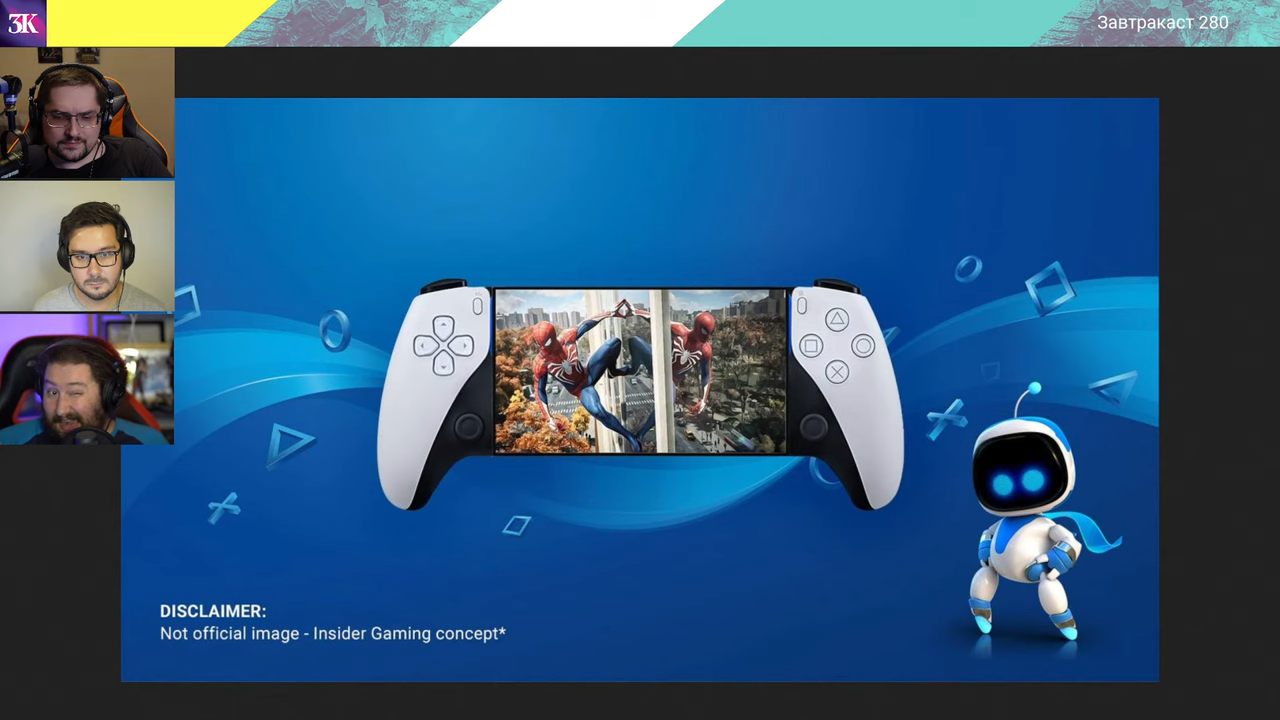 ЗК
Завтракаст 280
DISCLAIMER:
Not official image - Insider Gaming concept*